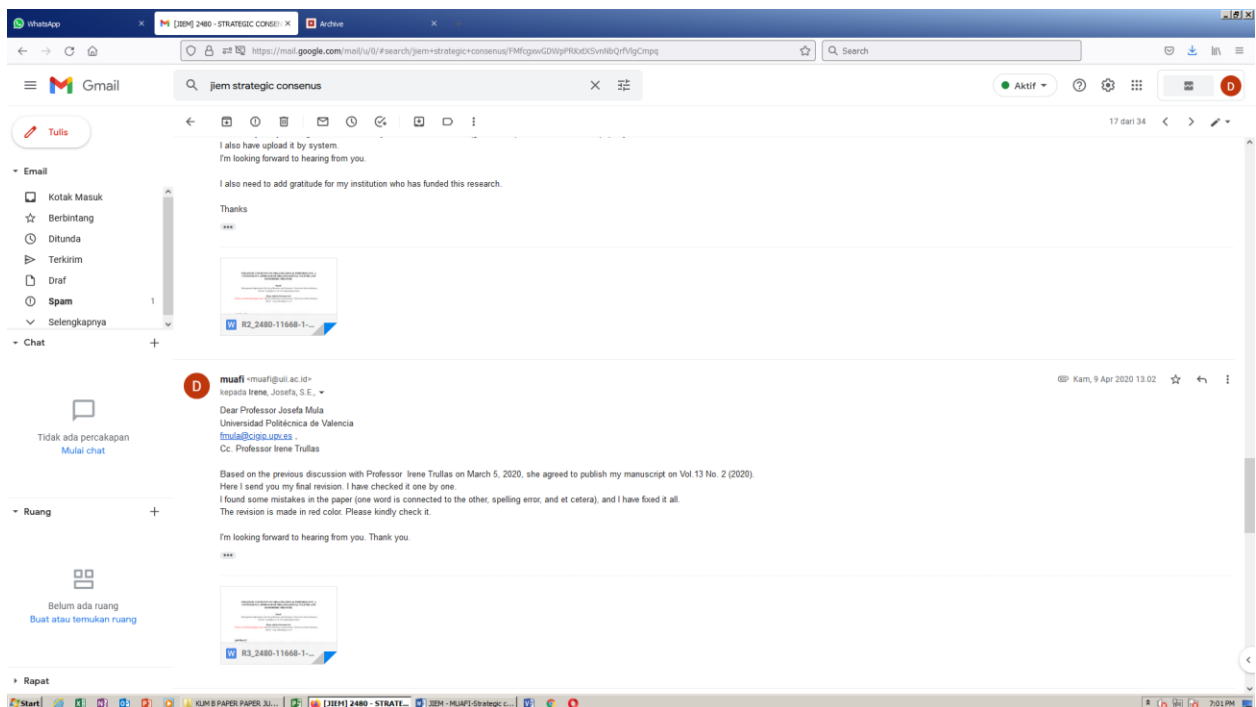 WhatsApp
[JIEM] 2480 - STRATEGIC CONSEN
Archive
https://mail.google.com/mail/u/0/#search/jiem+strategic+consenus/FMfcgxwGDWpPRKxtXSvnNbQrfVlgCmpq
Search
Gmail
jiem strategic consenus
Aktif
D
Tulis
17 dari 34
Email
Kotak Masuk
Berbintang
Ditunda
Terkirim
Draf
Spam 1
Selengkapnya
Chat
Tidak ada percakapan
Mulai chat
Ruang
Belum ada ruang
Buat atau temukan ruang
Rapat
I also have upload it by system.
I'm looking forward to hearing from you.
I also need to add gratitude for my institution who has funded this research.
Thanks
W R2_2480-11668-1-...
D
muafi <muafi@uii.ac.id>
Kam, 9 Apr 2020 13.02
kepada Irene, Josefa, S.E.,
Dear Professor Josefa Mula
Universidad Politécnica de Valencia
fmula@cigip.upv.es ,
Cc. Professor Irene Trullas
Based on the previous discussion with Professor Irene Trullas on March 5, 2020, she agreed to publish my manuscript on Vol.13 No. 2 (2020).
Here I send you my final revision. I have checked it one by one.
I found some mistakes in the paper (one word is connected to the other, spelling error, and et cetera), and I have fixed it all.
The revision is made in red color. Please kindly check it.
I'm looking forward to hearing from you. Thank you.
W R3_2480-11668-1-...
Start
KUM B PAPER PAPER JU...
[JIEM] 2480 - STRATE...
JIEM - MUAFI-Strategic c...
7:01 PM